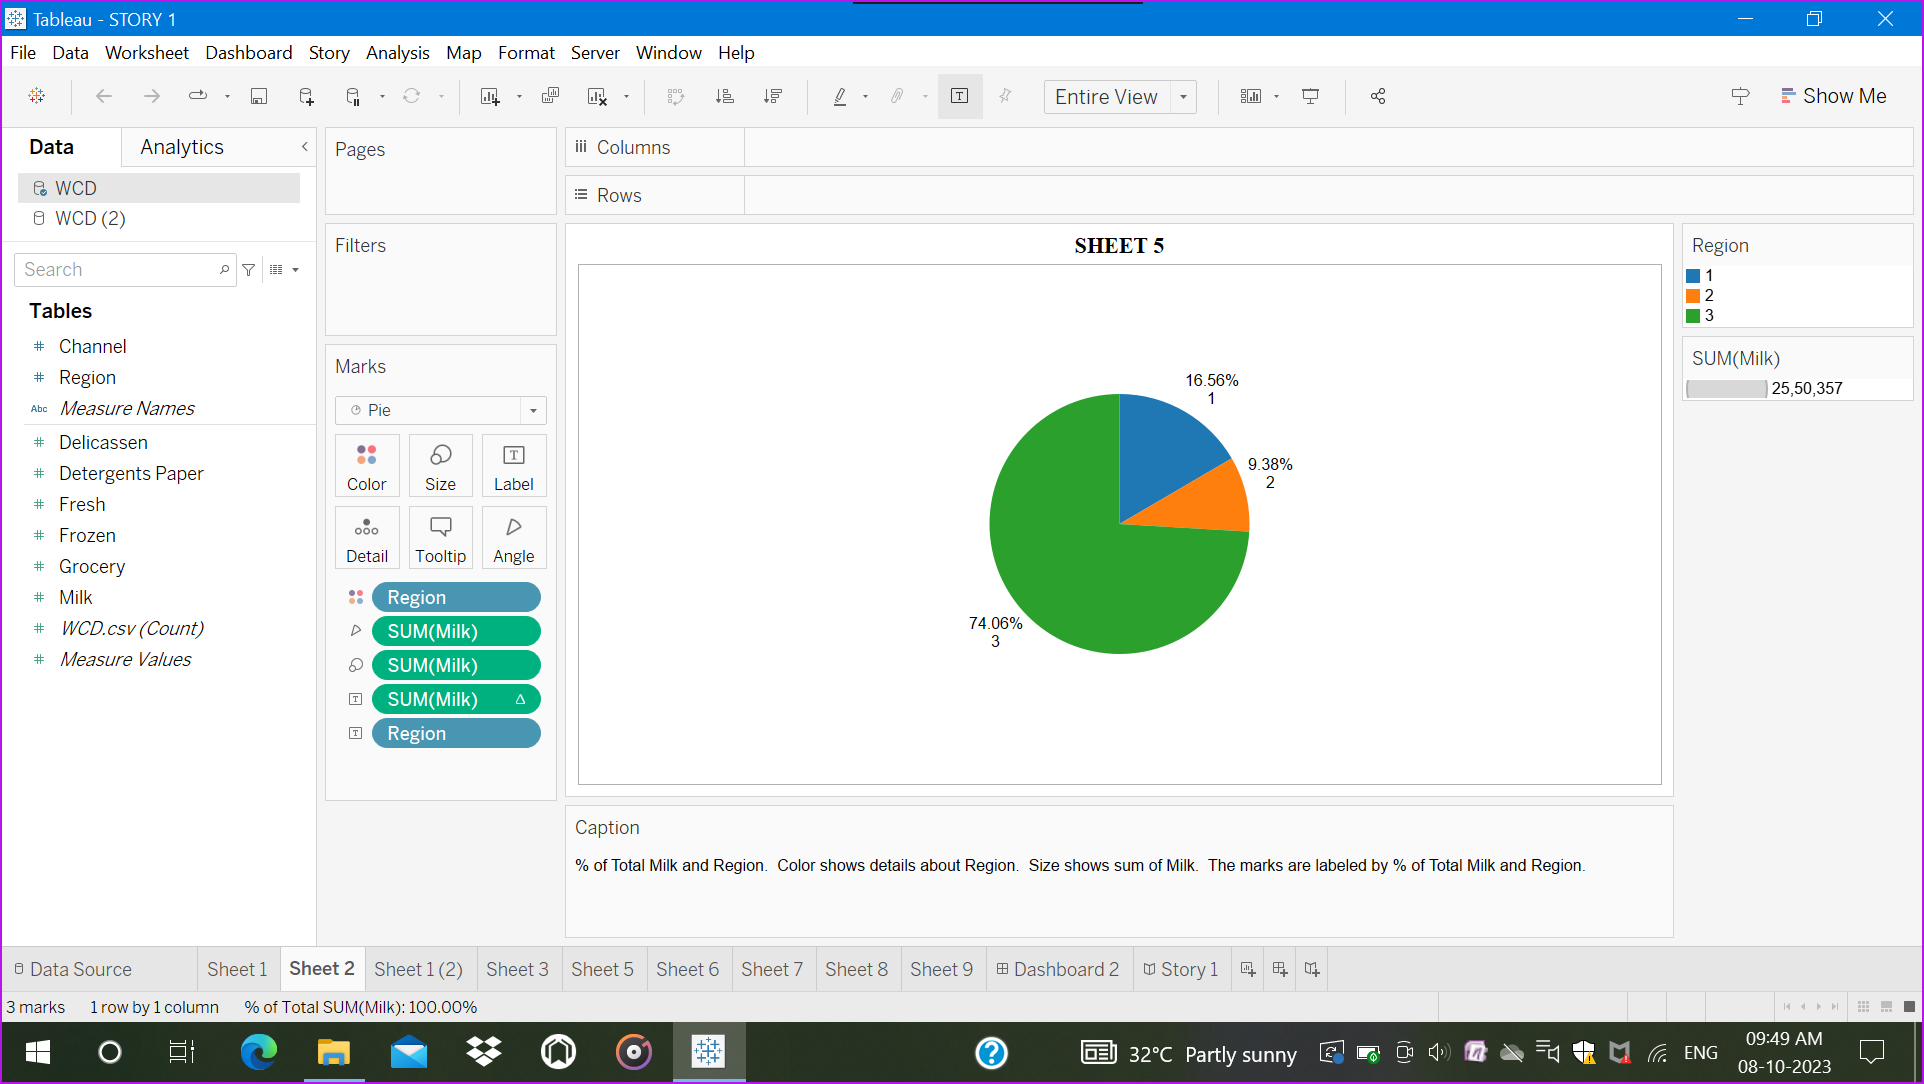 Tableau - STORY 1
File Data Worksheet Dashboard Story Analysis Map Format Server Window Help
Entire View
Show Me
Data Analytics
WCD
WCD (2)
Search
Tables
Channel
Region
Abc Measure Names
Delicassen
Detergents Paper
Fresh
Frozen
Grocery
Milk
WCD.csv (Count)
Measure Values
Pages
Filters
Marks
Pie
Color Size Label
Detail Tooltip Angle
Region
SUM(Milk)
SUM(Milk)
SUM(Milk)
Region
Columns
Rows
SHEET 5
16.56%
1
9.38%
2
74.06%
3
Region
1
2
3
SUM(Milk)
25,50,357
Caption
% of Total Milk and Region. Color shows details about Region. Size shows sum of Milk. The marks are labeled by % of Total Milk and Region.
Data Source Sheet 1 Sheet 2 Sheet 1 (2) Sheet 3 Sheet 5 Sheet 6 Sheet 7 Sheet 8 Sheet 9 Dashboard 2 Story 1
3 marks 1 row by 1 column % of Total SUM(Milk): 100.00%
32°C Partly sunny ENG 09:49 AM
08-10-2023